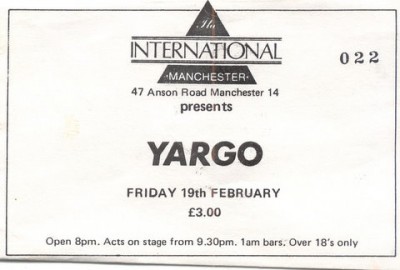 The
INTERNATIONAL
022
·MANCHESTER·
47 Anson Road Manchester 14
presents
YARGO
FRIDAY 19th FEBRUARY
£3.00
Open 8pm. Acts on stage from 9.30pm. 1am bars. Over 18's only